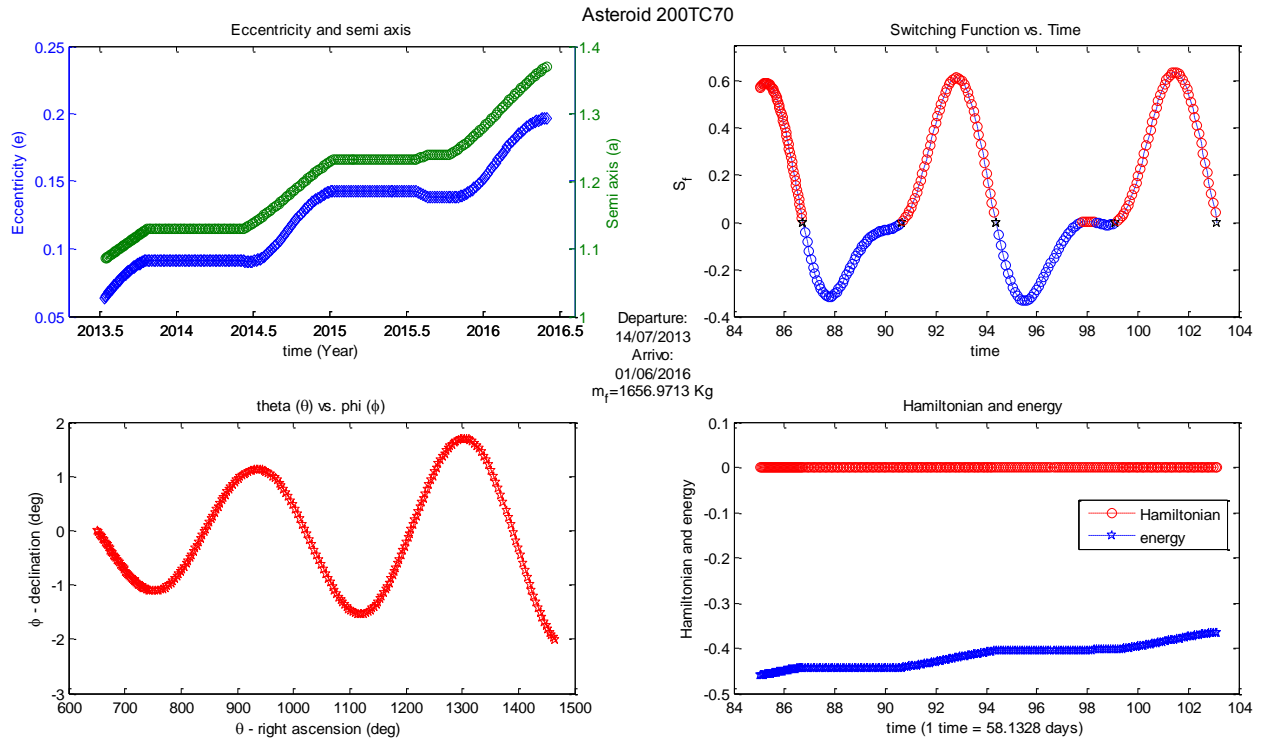 Asteroid 200TC70
Eccentricity and semi axis
0.25
0.2
0.15
0.1
0.05
Eccentricity (e)
1.4
1.3
1.2
1.1
1
Semi axis (a)
2013.5 2014 2014.5 2015 2015.5 2016 2016.5
time (Year)
Switching Function vs. Time
0.6
0.4
0.2
0
-0.2
-0.4
S_f
84 86 88 90 92 94 96 98 100 102 104
time
Departure:
14/07/2013
Arrivo:
01/06/2016
m_f=1656.9713 Kg
theta (θ) vs. phi (ϕ)
2
1
0
-1
-2
-3
ϕ - declination (deg)
600 700 800 900 1000 1100 1200 1300 1400 1500
θ - right ascension (deg)
Hamiltonian and energy
0.1
0
-0.1
-0.2
-0.3
-0.4
-0.5
Hamiltonian and energy
Hamiltonian
energy
84 86 88 90 92 94 96 98 100 102 104
time (1 time = 58.1328 days)